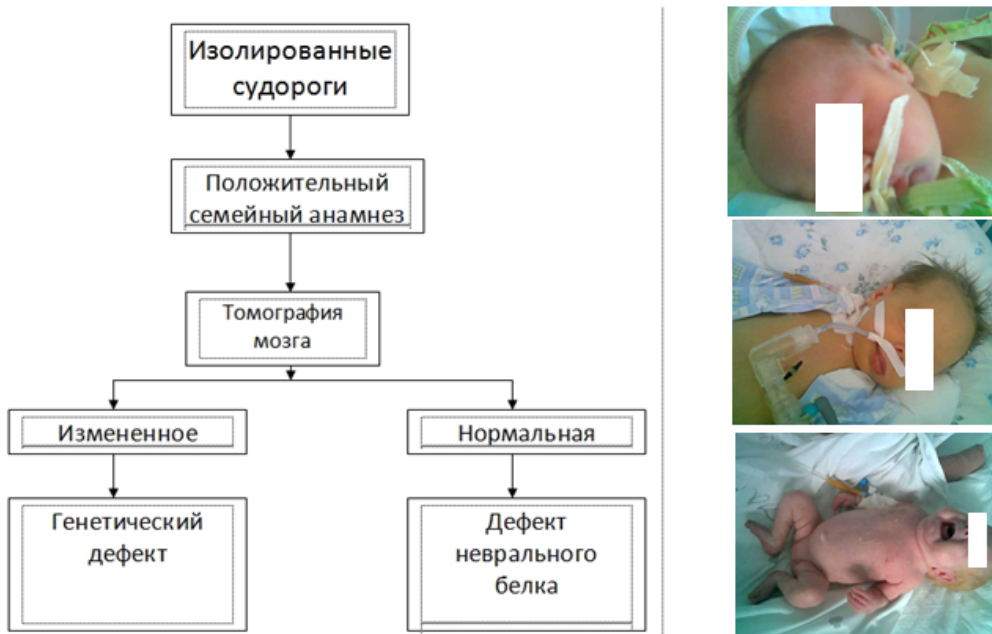 Изолированные
судороги
Положительный
семейный анамнез
Томография
мозга
Измененное
Нормальная
Генетический
дефект
Дефект
неврального
белка